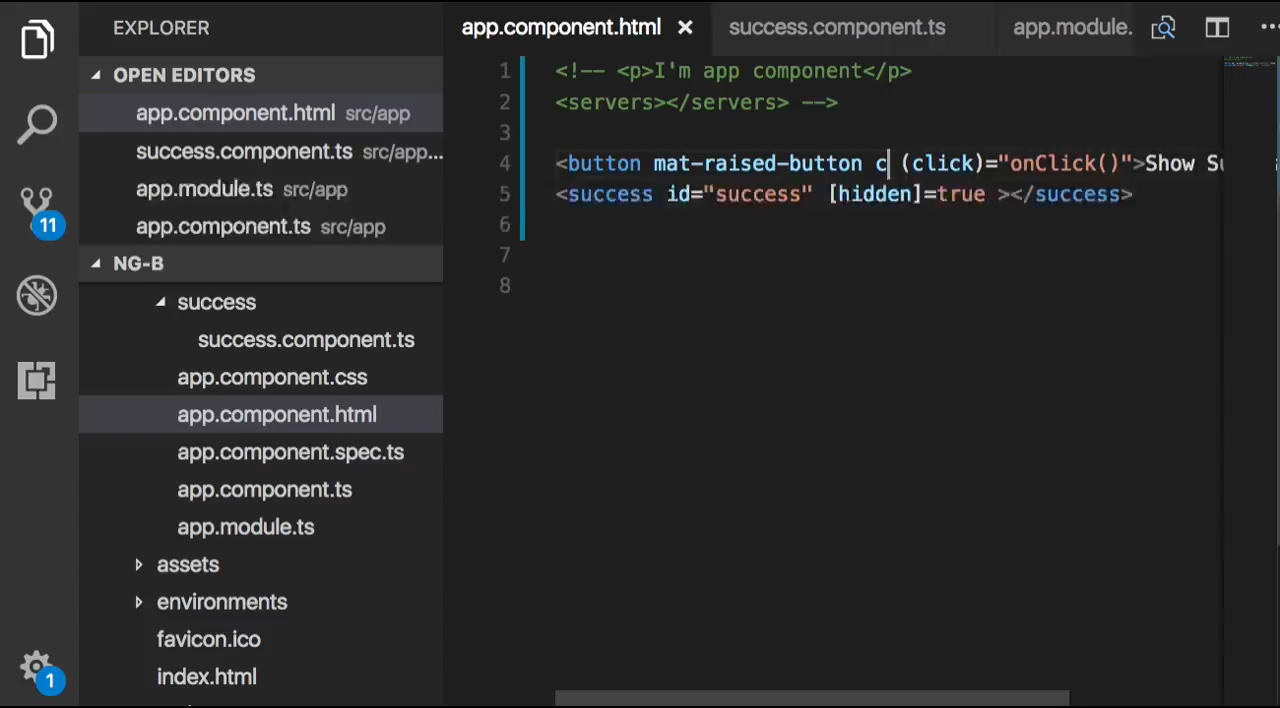 EXPLORER
OPEN EDITORS
app.component.html src/app
success.component.ts src/app...
app.module.ts src/app
app.component.ts src/app
NG-B
success
success.component.ts
app.component.css
app.component.html
app.component.spec.ts
app.component.ts
app.module.ts
assets
environments
favicon.ico
index.html
11
1
app.component.html × success.component.ts app.module.
1 <!-- <p>I'm app component</p>
2 <servers></servers> -->
3
4 <button mat-raised-button c (click)="onClick()">Show Su
5 <success id="success" [hidden]=true ></success>
6
7
8